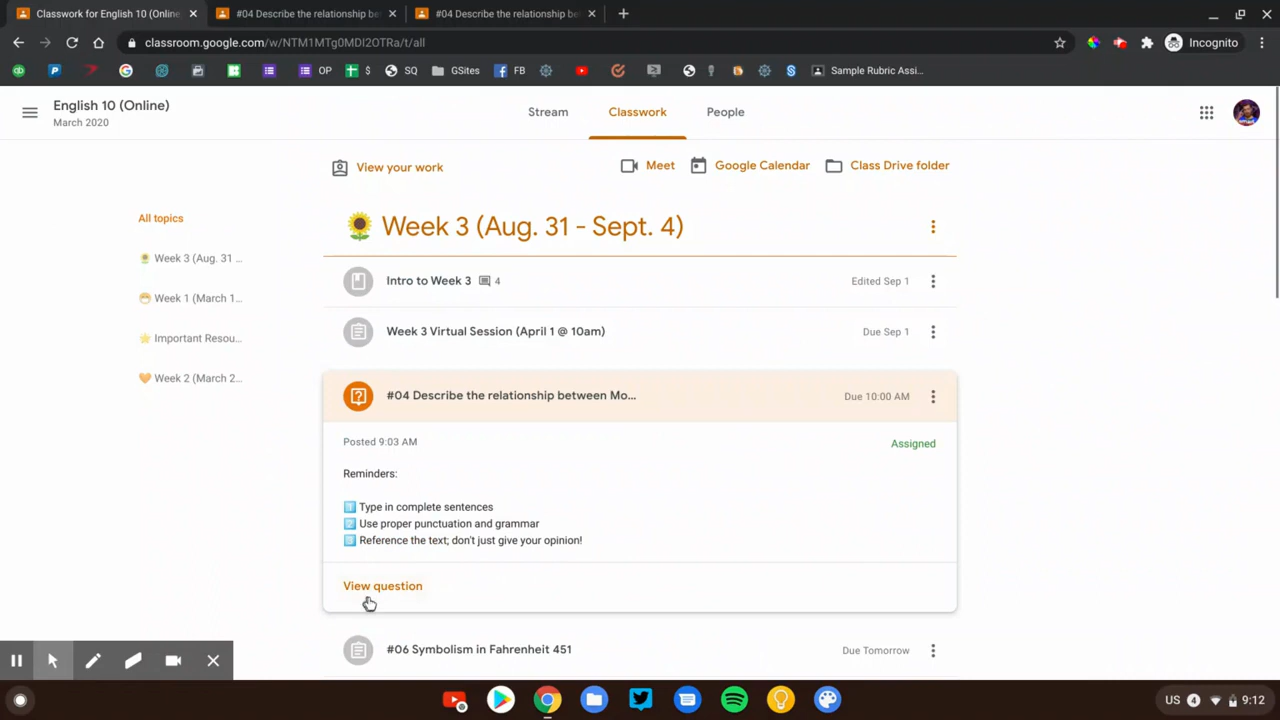 Classwork for English 10 (Online
#04 Describe the relationship be
#04 Describe the relationship be
classroom.google.com/w/NTM1MTg0MDI2OTRa/t/all
Incognito
OP
$
SQ
GSites
FB
Sample Rubric Assi...
English 10 (Online)
March 2020
Stream
Classwork
People
View your work
Meet
Google Calendar
Class Drive folder
All topics
Week 3 (Aug. 31 ...
Week 1 (March 1...
Important Resou...
Week 2 (March 2...
Week 3 (Aug. 31 - Sept. 4)
Intro to Week 3
4
Edited Sep 1
Week 3 Virtual Session (April 1 @ 10am)
Due Sep 1
#04 Describe the relationship between Mo...
Due 10:00 AM
Posted 9:03 AM
Assigned
Reminders:
1 Type in complete sentences
2 Use proper punctuation and grammar
3 Reference the text; don't just give your opinion!
View question
#06 Symbolism in Fahrenheit 451
Due Tomorrow
US 4 9:12